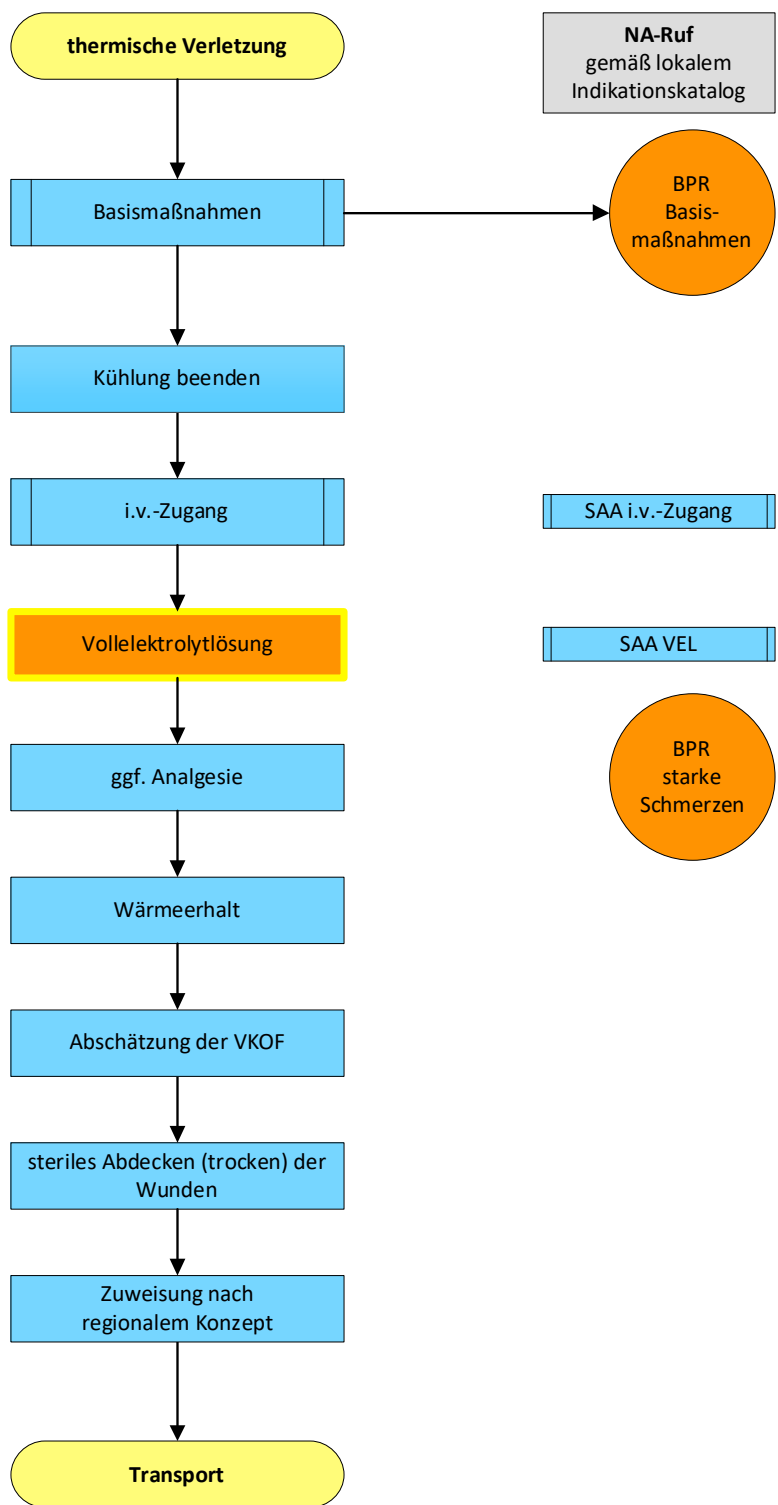 thermische Verletzung
NA-Ruf
gemäß lokalem
Indikationskatalog
Basismaßnahmen
BPR
Basis-
maßnahmen
Kühlung beenden
i.v.-Zugang
SAA i.v.-Zugang
Vollelektrolytlösung
SAA VEL
ggf. Analgesie
BPR
starke
Schmerzen
Wärmeerhalt
Abschätzung der VKOF
steriles Abdecken (trocken) der
Wunden
Zuweisung nach
regionalem Konzept
Transport